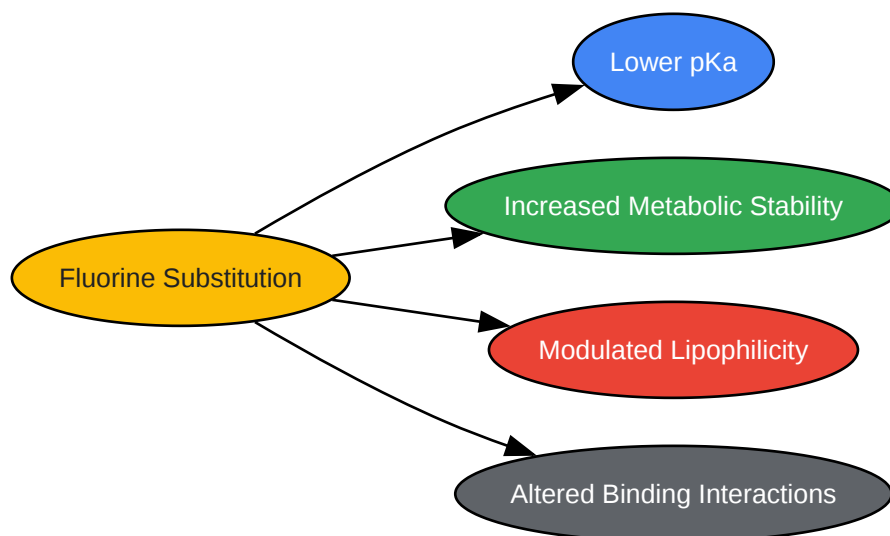 Lower pKa
Increased Metabolic Stability
Fluorine Substitution
Modulated Lipophilicity
Altered Binding Interactions